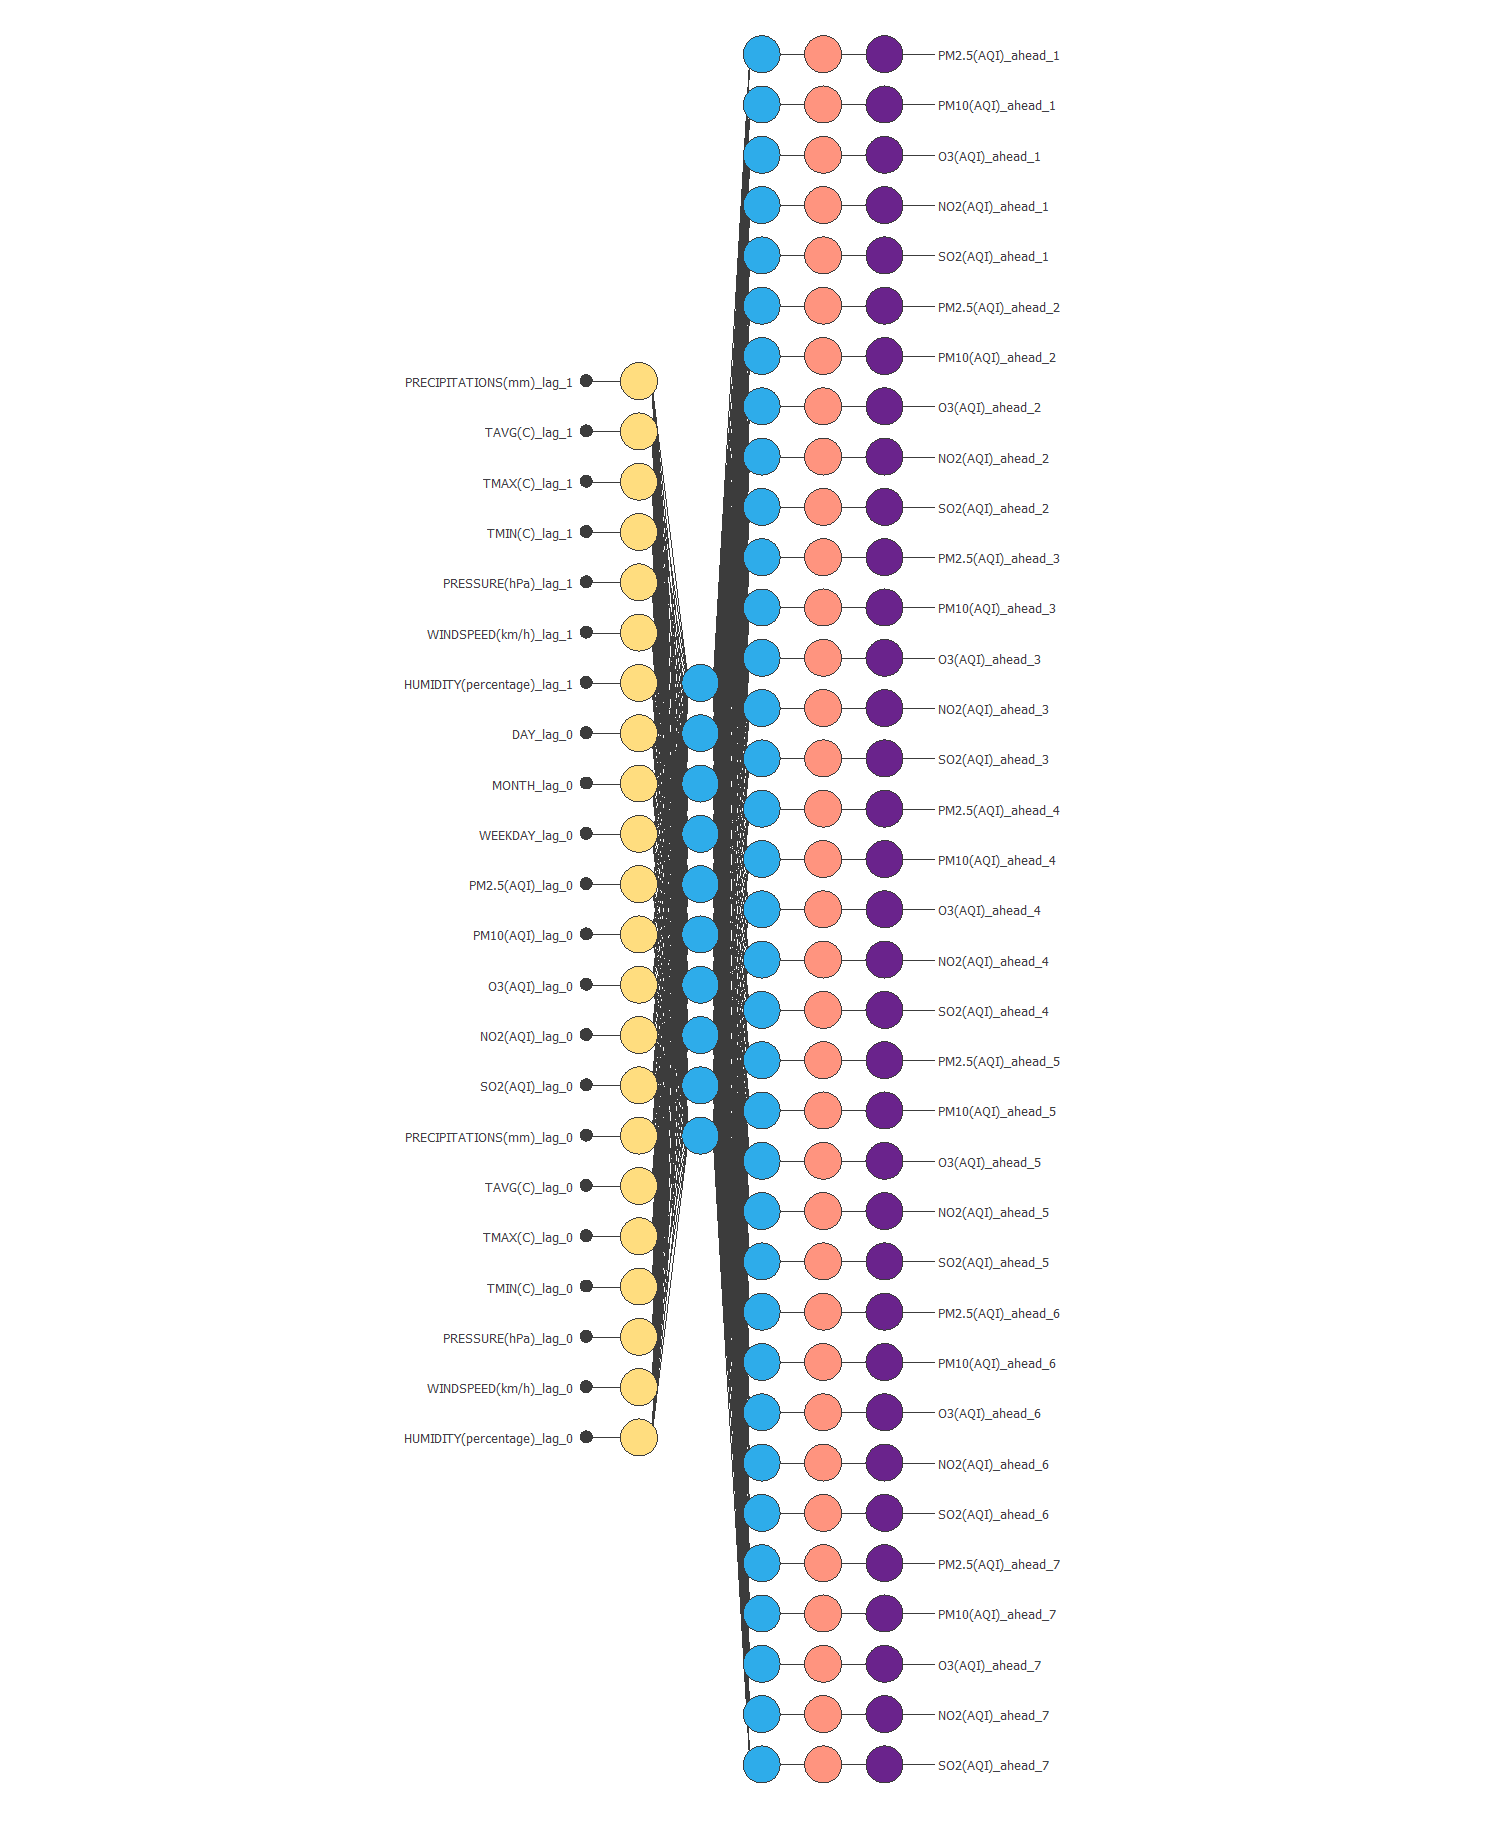 PRECIPITATIONS(mm)_lag_1
TAVG(C)_lag_1
TMAX(C)_lag_1
TMIN(C)_lag_1
PRESSURE(hPa)_lag_1
WINDSPEED(km/h)_lag_1
HUMIDITY(percentage)_lag_1
DAY_lag_0
MONTH_lag_0
WEEKDAY_lag_0
PM2.5(AQI)_lag_0
PM10(AQI)_lag_0
O3(AQI)_lag_0
NO2(AQI)_lag_0
SO2(AQI)_lag_0
PRECIPITATIONS(mm)_lag_0
TAVG(C)_lag_0
TMAX(C)_lag_0
TMIN(C)_lag_0
PRESSURE(hPa)_lag_0
WINDSPEED(km/h)_lag_0
HUMIDITY(percentage)_lag_0
PM2.5(AQI)_ahead_1
PM10(AQI)_ahead_1
O3(AQI)_ahead_1
NO2(AQI)_ahead_1
SO2(AQI)_ahead_1
PM2.5(AQI)_ahead_2
PM10(AQI)_ahead_2
O3(AQI)_ahead_2
NO2(AQI)_ahead_2
SO2(AQI)_ahead_2
PM2.5(AQI)_ahead_3
PM10(AQI)_ahead_3
O3(AQI)_ahead_3
NO2(AQI)_ahead_3
SO2(AQI)_ahead_3
PM2.5(AQI)_ahead_4
PM10(AQI)_ahead_4
O3(AQI)_ahead_4
NO2(AQI)_ahead_4
SO2(AQI)_ahead_4
PM2.5(AQI)_ahead_5
PM10(AQI)_ahead_5
O3(AQI)_ahead_5
NO2(AQI)_ahead_5
SO2(AQI)_ahead_5
PM2.5(AQI)_ahead_6
PM10(AQI)_ahead_6
O3(AQI)_ahead_6
NO2(AQI)_ahead_6
SO2(AQI)_ahead_6
PM2.5(AQI)_ahead_7
PM10(AQI)_ahead_7
O3(AQI)_ahead_7
NO2(AQI)_ahead_7
SO2(AQI)_ahead_7